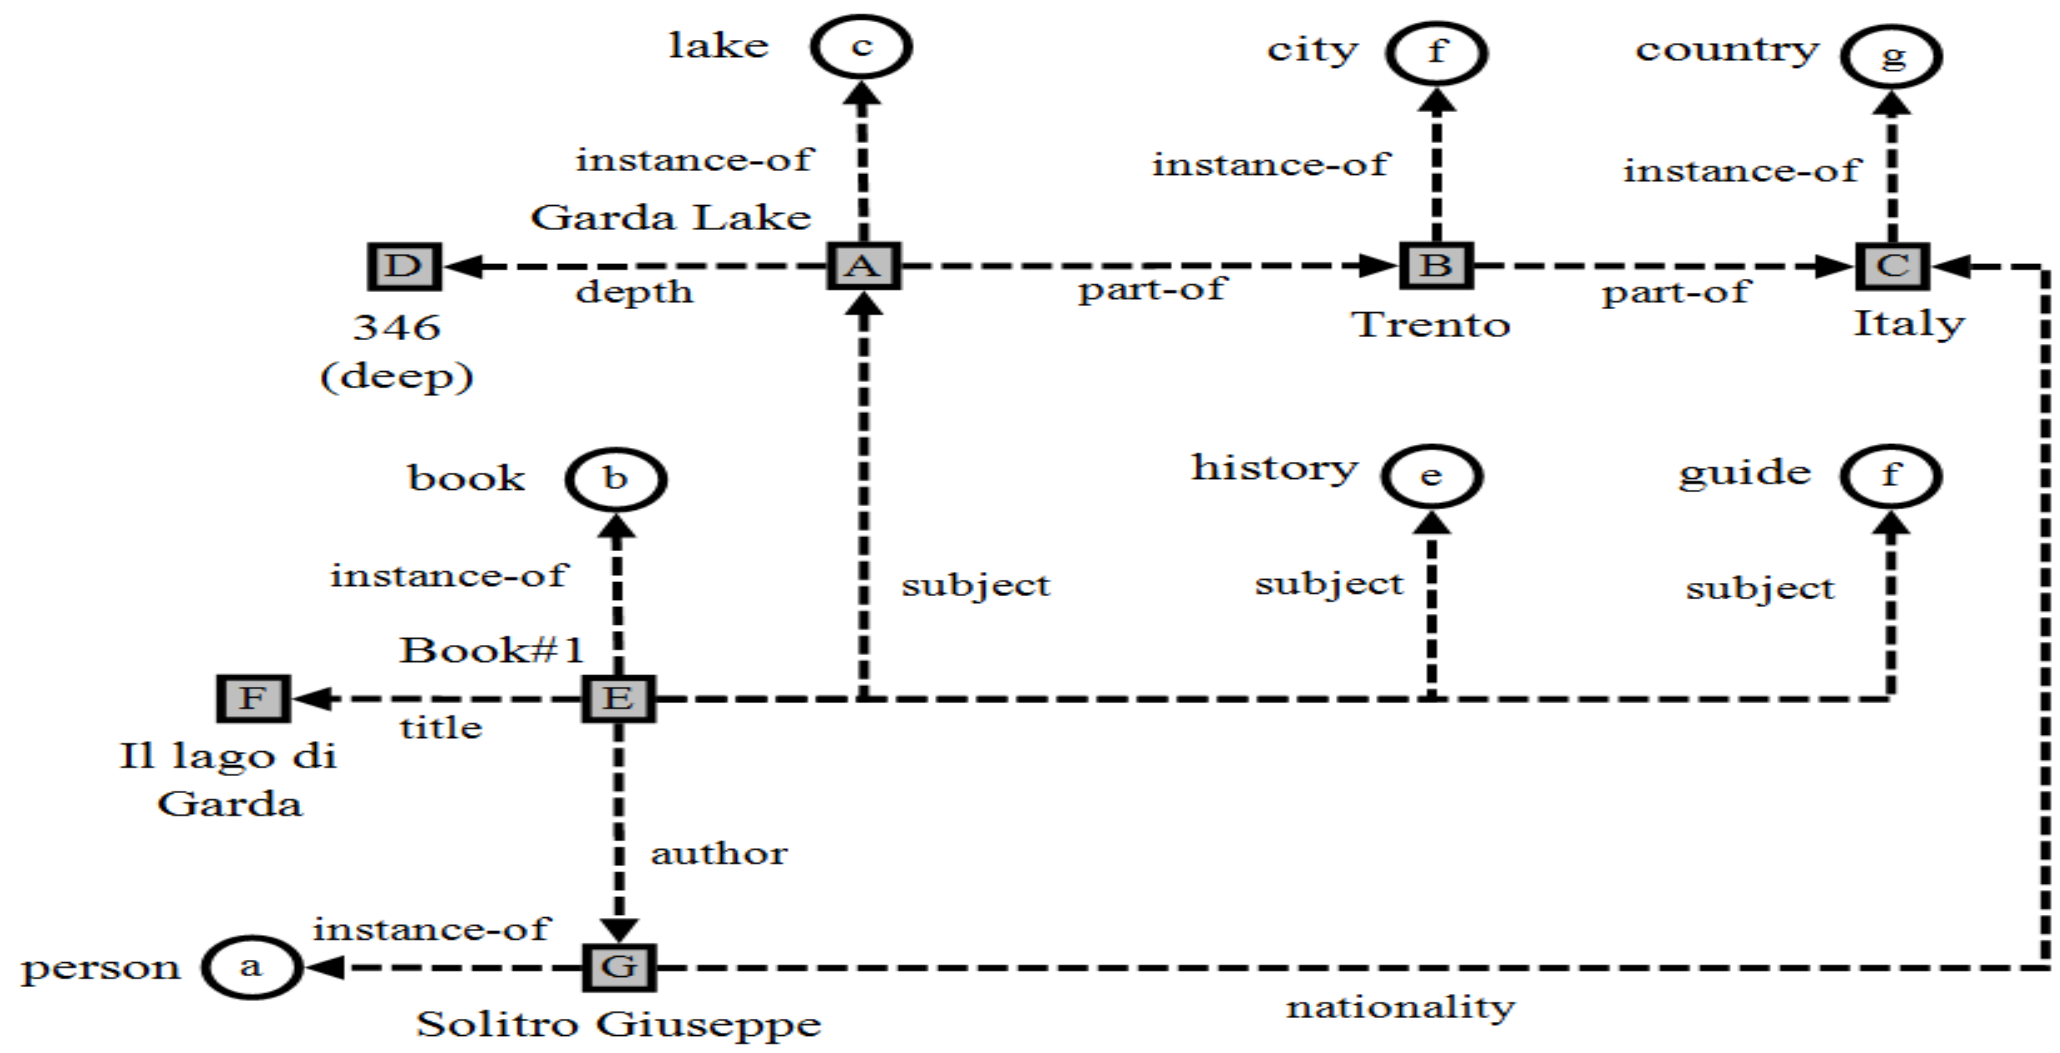 lake c
city f
country g
instance-of
instance-of
instance-of
Garda Lake
D
A
B
C
depth
part-of
part-of
346
(deep)
Trento
Italy
book b
history e
guide f
instance-of
subject
subject
subject
Book#1
F
E
title
Il lago di
Garda
author
instance-of
person a
G
Solitro Giuseppe
nationality